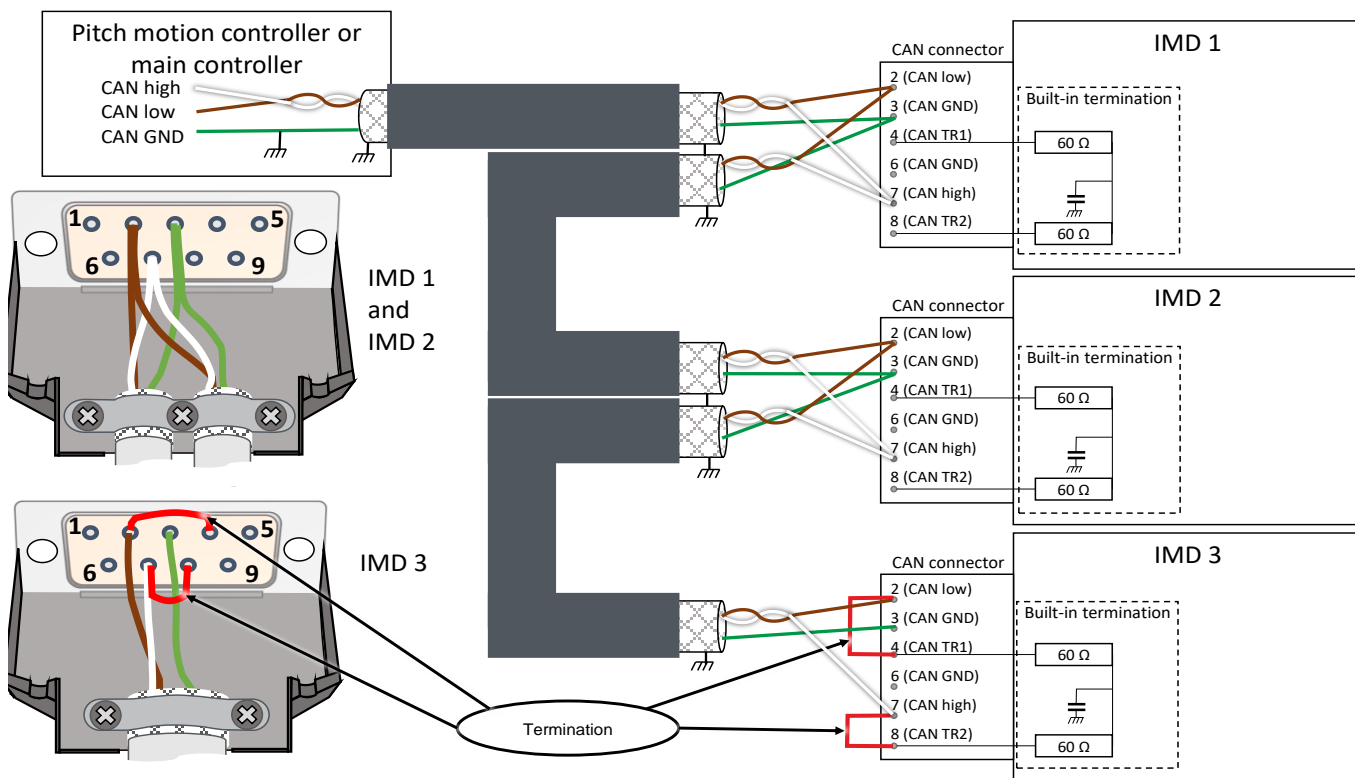 Pitch motion controller or
main controller
CAN high
CAN low
CAN GND
IMD 1
CAN connector
2 (CAN low)
3 (CAN GND)
4 (CAN TR1)
6 (CAN GND)
7 (CAN high)
8 (CAN TR2)
Built-in termination
60 Ω
60 Ω
1
5
6
9
IMD 1
and
IMD 2
IMD 2
CAN connector
2 (CAN low)
3 (CAN GND)
4 (CAN TR1)
6 (CAN GND)
7 (CAN high)
8 (CAN TR2)
Built-in termination
60 Ω
60 Ω
1
5
6
9
IMD 3
IMD 3
CAN connector
2 (CAN low)
3 (CAN GND)
4 (CAN TR1)
6 (CAN GND)
7 (CAN high)
8 (CAN TR2)
Built-in termination
60 Ω
60 Ω
Termination